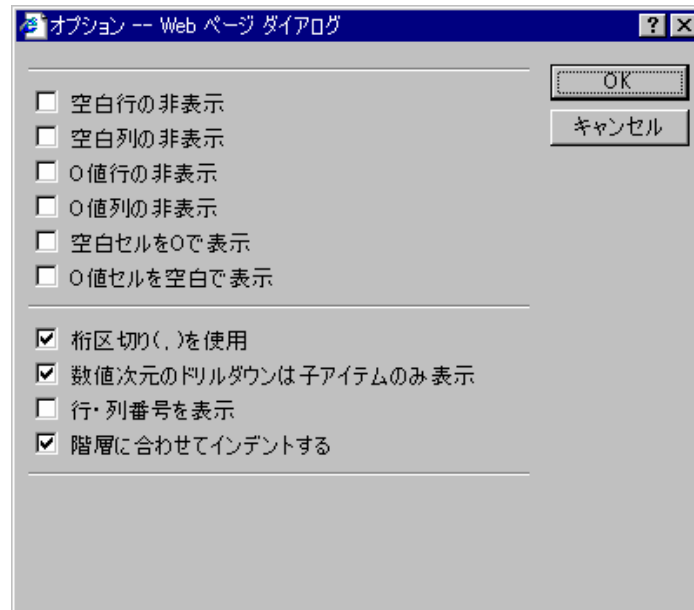 オプション -- Web ページ ダイアログ
?
OK
キャンセル
空白行の非表示
空白列の非表示
０値行の非表示
０値列の非表示
空白セルを0で表示
０値セルを空白で表示
桁区切り(,)を使用
数値次元のドリルダウンは子アイテムのみ表示
行・列番号を表示
階層に合わせてインデントする